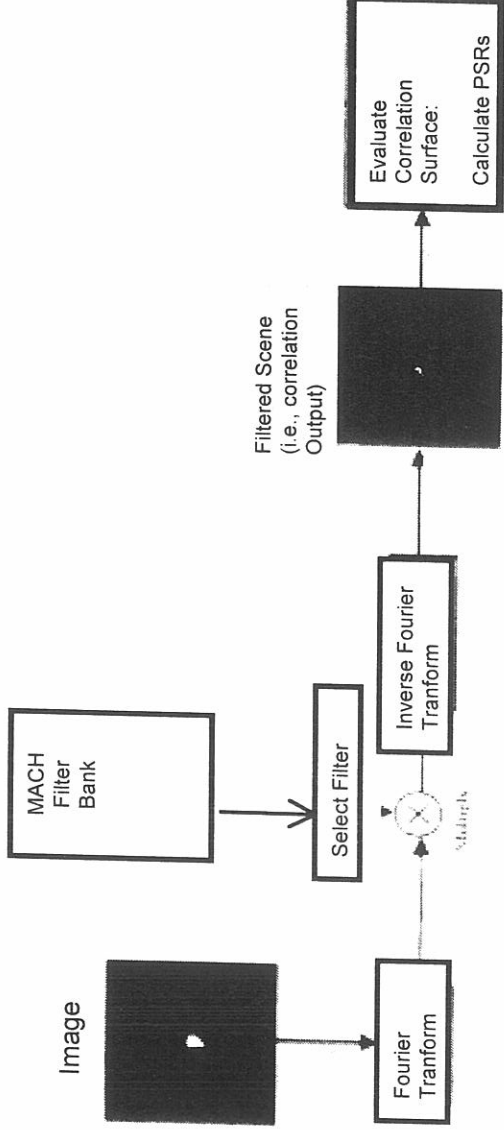 Image
Fourier
Tranform
MACH
Filter
Bank
Select Filter
Multiply
Inverse Fourier
Tranform
Filtered Scene
(i.e., correlation
Output)
Evaluate
Correlation
Surface:
Calculate PSRs